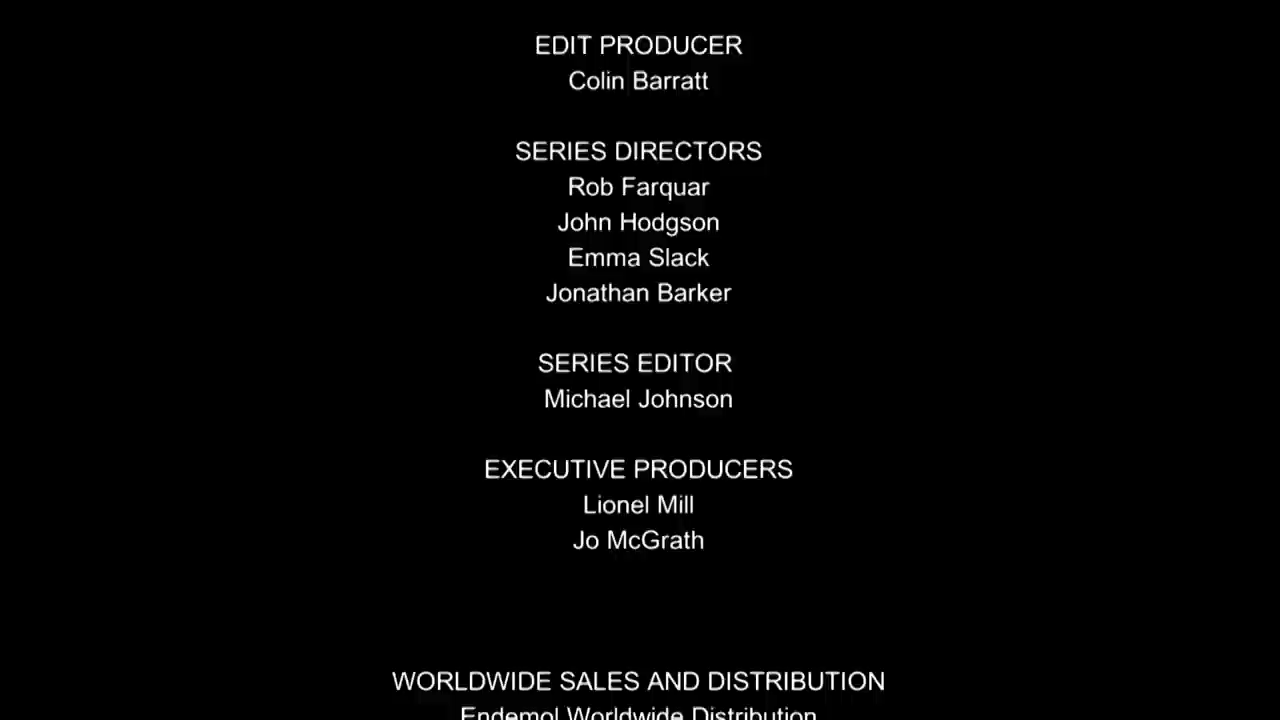 EDIT PRODUCER
Colin Barratt
SERIES DIRECTORS
Rob Farquar
John Hodgson
Emma Slack
Jonathan Barker
SERIES EDITOR
Michael Johnson
EXECUTIVE PRODUCERS
Lionel Mill
Jo McGrath
WORLDWIDE SALES AND DISTRIBUTION
Endemol Worldwide Distribution